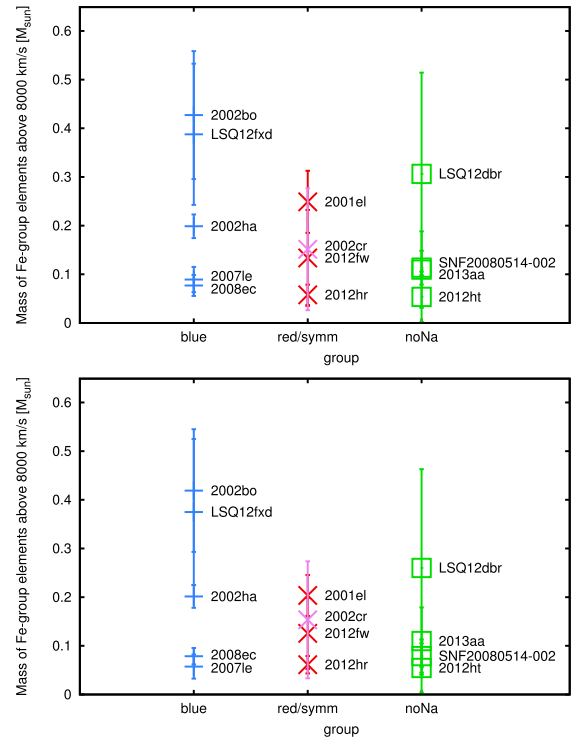 Mass of Fe-group elements above 8000 km/s [Msun]
0.6
0.5
0.4
0.3
0.2
0.1
0
2002bo
LSQ12fxd
2002ha
2007le
2008ec
2001el
2002cr
2012fw
2012hr
LSQ12dbr
SNF20080514-002
2013aa
2012ht
blue
red/symm
noNa
group
Mass of Fe-group elements above 8000 km/s [Msun]
0.6
0.5
0.4
0.3
0.2
0.1
0
2002bo
LSQ12fxd
2002ha
2008ec
2007le
2001el
2002cr
2012fw
2012hr
LSQ12dbr
2013aa
SNF20080514-002
2012ht
blue
red/symm
noNa
group